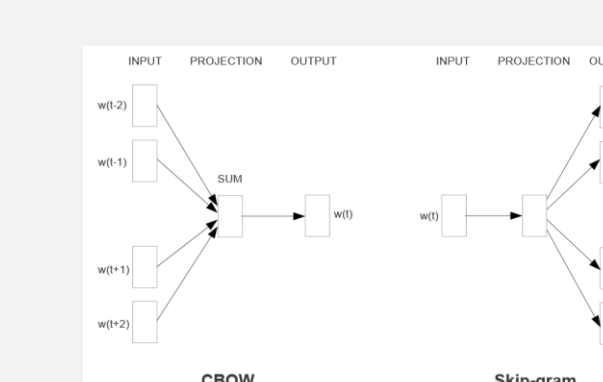 INPUT PROJECTION OUTPUT
w(t-2)
w(t-1)
SUM
w(t)
w(t+1)
w(t+2)
CBOW
INPUT PROJECTION
w(t)
Skip-gram